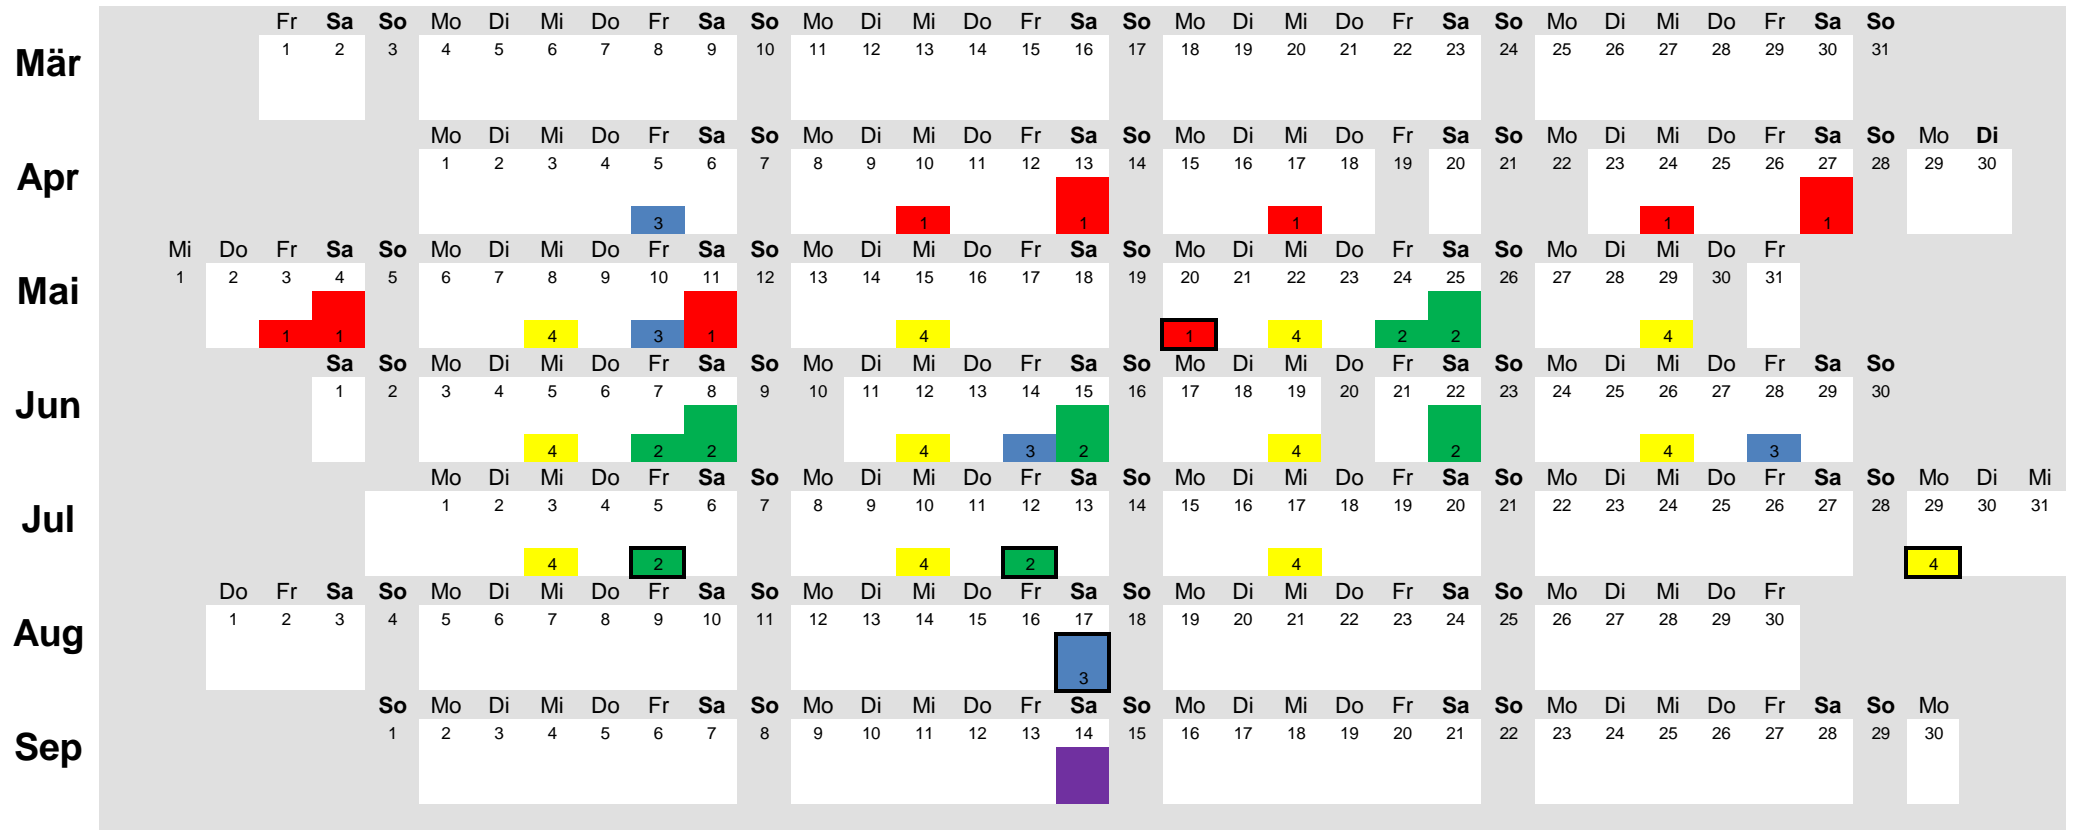 Fr Sa So Mo Di Mi Do Fr Sa So Mo Di Mi Do Fr Sa So Mo Di Mi Do Fr Sa So Mo Di Mi Do Fr Sa So
Mär
1 2 3 4 5 6 7 8 9 10 11 12 13 14 15 16 17 18 19 20 21 22 23 24 25 26 27 28 29 30 31
Mo Di Mi Do Fr Sa So Mo Di Mi Do Fr Sa So Mo Di Mi Do Fr Sa So Mo Di Mi Do Fr Sa So Mo Di
Apr
1 2 3 4 5 6 7 8 9 10 11 12 13 14 15 16 17 18 19 20 21 22 23 24 25 26 27 28 29 30
3 1 1 1 1 1
Mi Do Fr Sa So Mo Di Mi Do Fr Sa So Mo Di Mi Do Fr Sa So Mo Di Mi Do Fr Sa So Mo Di Mi Do Fr
Mai
1 2 3 4 5 6 7 8 9 10 11 12 13 14 15 16 17 18 19 20 21 22 23 24 25 26 27 28 29 30 31
1 1 4 3 1 4 1 4 2 2 4
Sa So Mo Di Mi Do Fr Sa So Mo Di Mi Do Fr Sa So Mo Di Mi Do Fr Sa So Mo Di Mi Do Fr Sa So
Jun
1 2 3 4 5 6 7 8 9 10 11 12 13 14 15 16 17 18 19 20 21 22 23 24 25 26 27 28 29 30
4 2 2 4 3 2 4 2 4 3
Mo Di Mi Do Fr Sa So Mo Di Mi Do Fr Sa So Mo Di Mi Do Fr Sa So Mo Di Mi Do Fr Sa So Mo Di Mi
Jul
1 2 3 4 5 6 7 8 9 10 11 12 13 14 15 16 17 18 19 20 21 22 23 24 25 26 27 28 29 30 31
4 2 4 2 4 4
Do Fr Sa So Mo Di Mi Do Fr Sa So Mo Di Mi Do Fr Sa So Mo Di Mi Do Fr Sa So Mo Di Mi Do Fr
Aug
1 2 3 4 5 6 7 8 9 10 11 12 13 14 15 16 17 18 19 20 21 22 23 24 25 26 27 28 29 30
3
So Mo Di Mi Do Fr Sa So Mo Di Mi Do Fr Sa So Mo Di Mi Do Fr Sa So Mo Di Mi Do Fr Sa So Mo
Sep
1 2 3 4 5 6 7 8 9 10 11 12 13 14 15 16 17 18 19 20 21 22 23 24 25 26 27 28 29 30